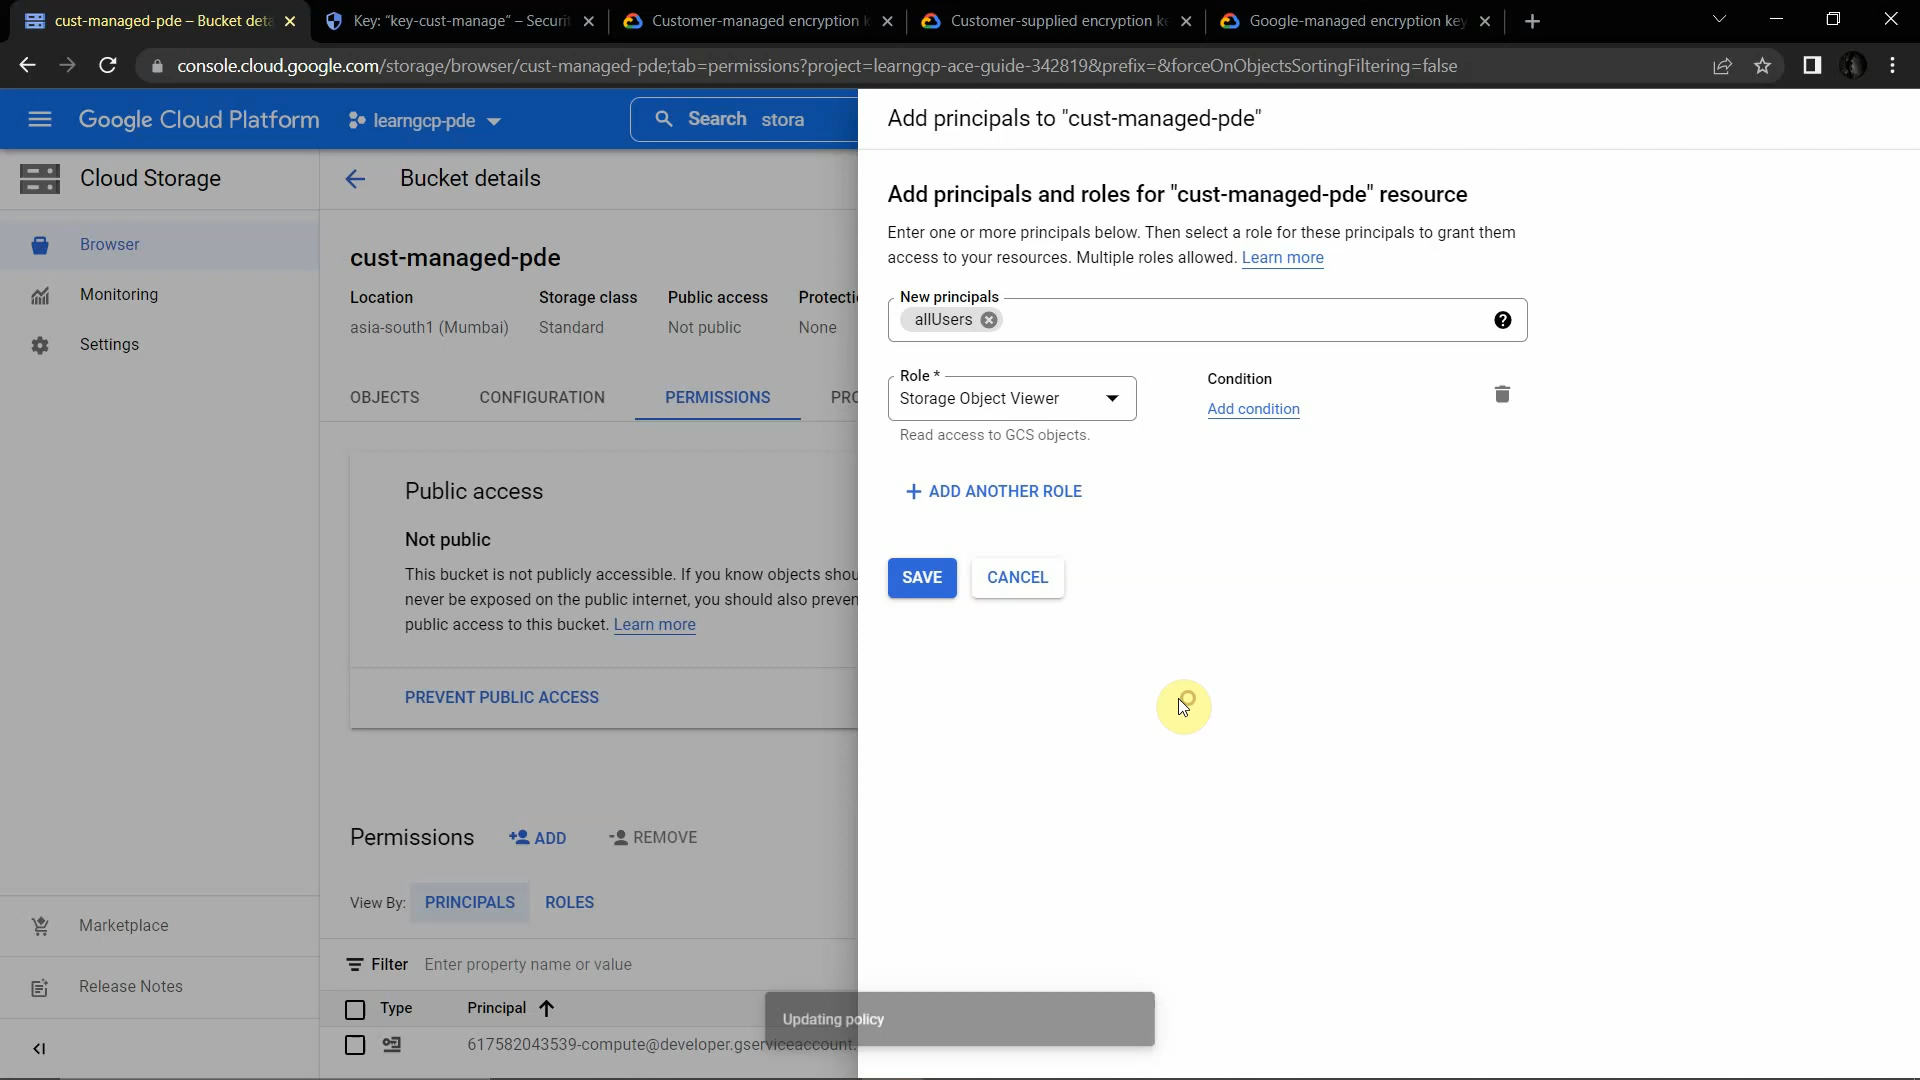 cust-managed-pde – Bucket deta
Key: "key-cust-manage" – Securi
Customer-managed encryption k
Customer-supplied encryption ke
Google-managed encryption key
console.cloud.google.com/storage/browser/cust-managed-pde;tab=permissions?project=learngcp-ace-guide-342819&prefix=&forceOnObjectsSortingFiltering=false
Google Cloud Platform
learngcp-pde
Search stora
Cloud Storage
Browser
Monitoring
Settings
Marketplace
Release Notes
Bucket details
cust-managed-pde
Location Storage class Public access Protectio
asia-south1 (Mumbai) Standard Not public None
OBJECTS CONFIGURATION PERMISSIONS PRO
Public access
Not public
This bucket is not publicly accessible. If you know objects shou
never be exposed on the public internet, you should also preven
public access to this bucket. Learn more
PREVENT PUBLIC ACCESS
Permissions ADD REMOVE
View By: PRINCIPALS ROLES
Filter Enter property name or value
Type Principal
617582043539-compute@developer.gserviceaccount.
Updating policy
Add principals to "cust-managed-pde"
Add principals and roles for "cust-managed-pde" resource
Enter one or more principals below. Then select a role for these principals to grant them
access to your resources. Multiple roles allowed. Learn more
New principals
allUsers
Role *
Storage Object Viewer
Read access to GCS objects.
Condition
Add condition
ADD ANOTHER ROLE
SAVE CANCEL